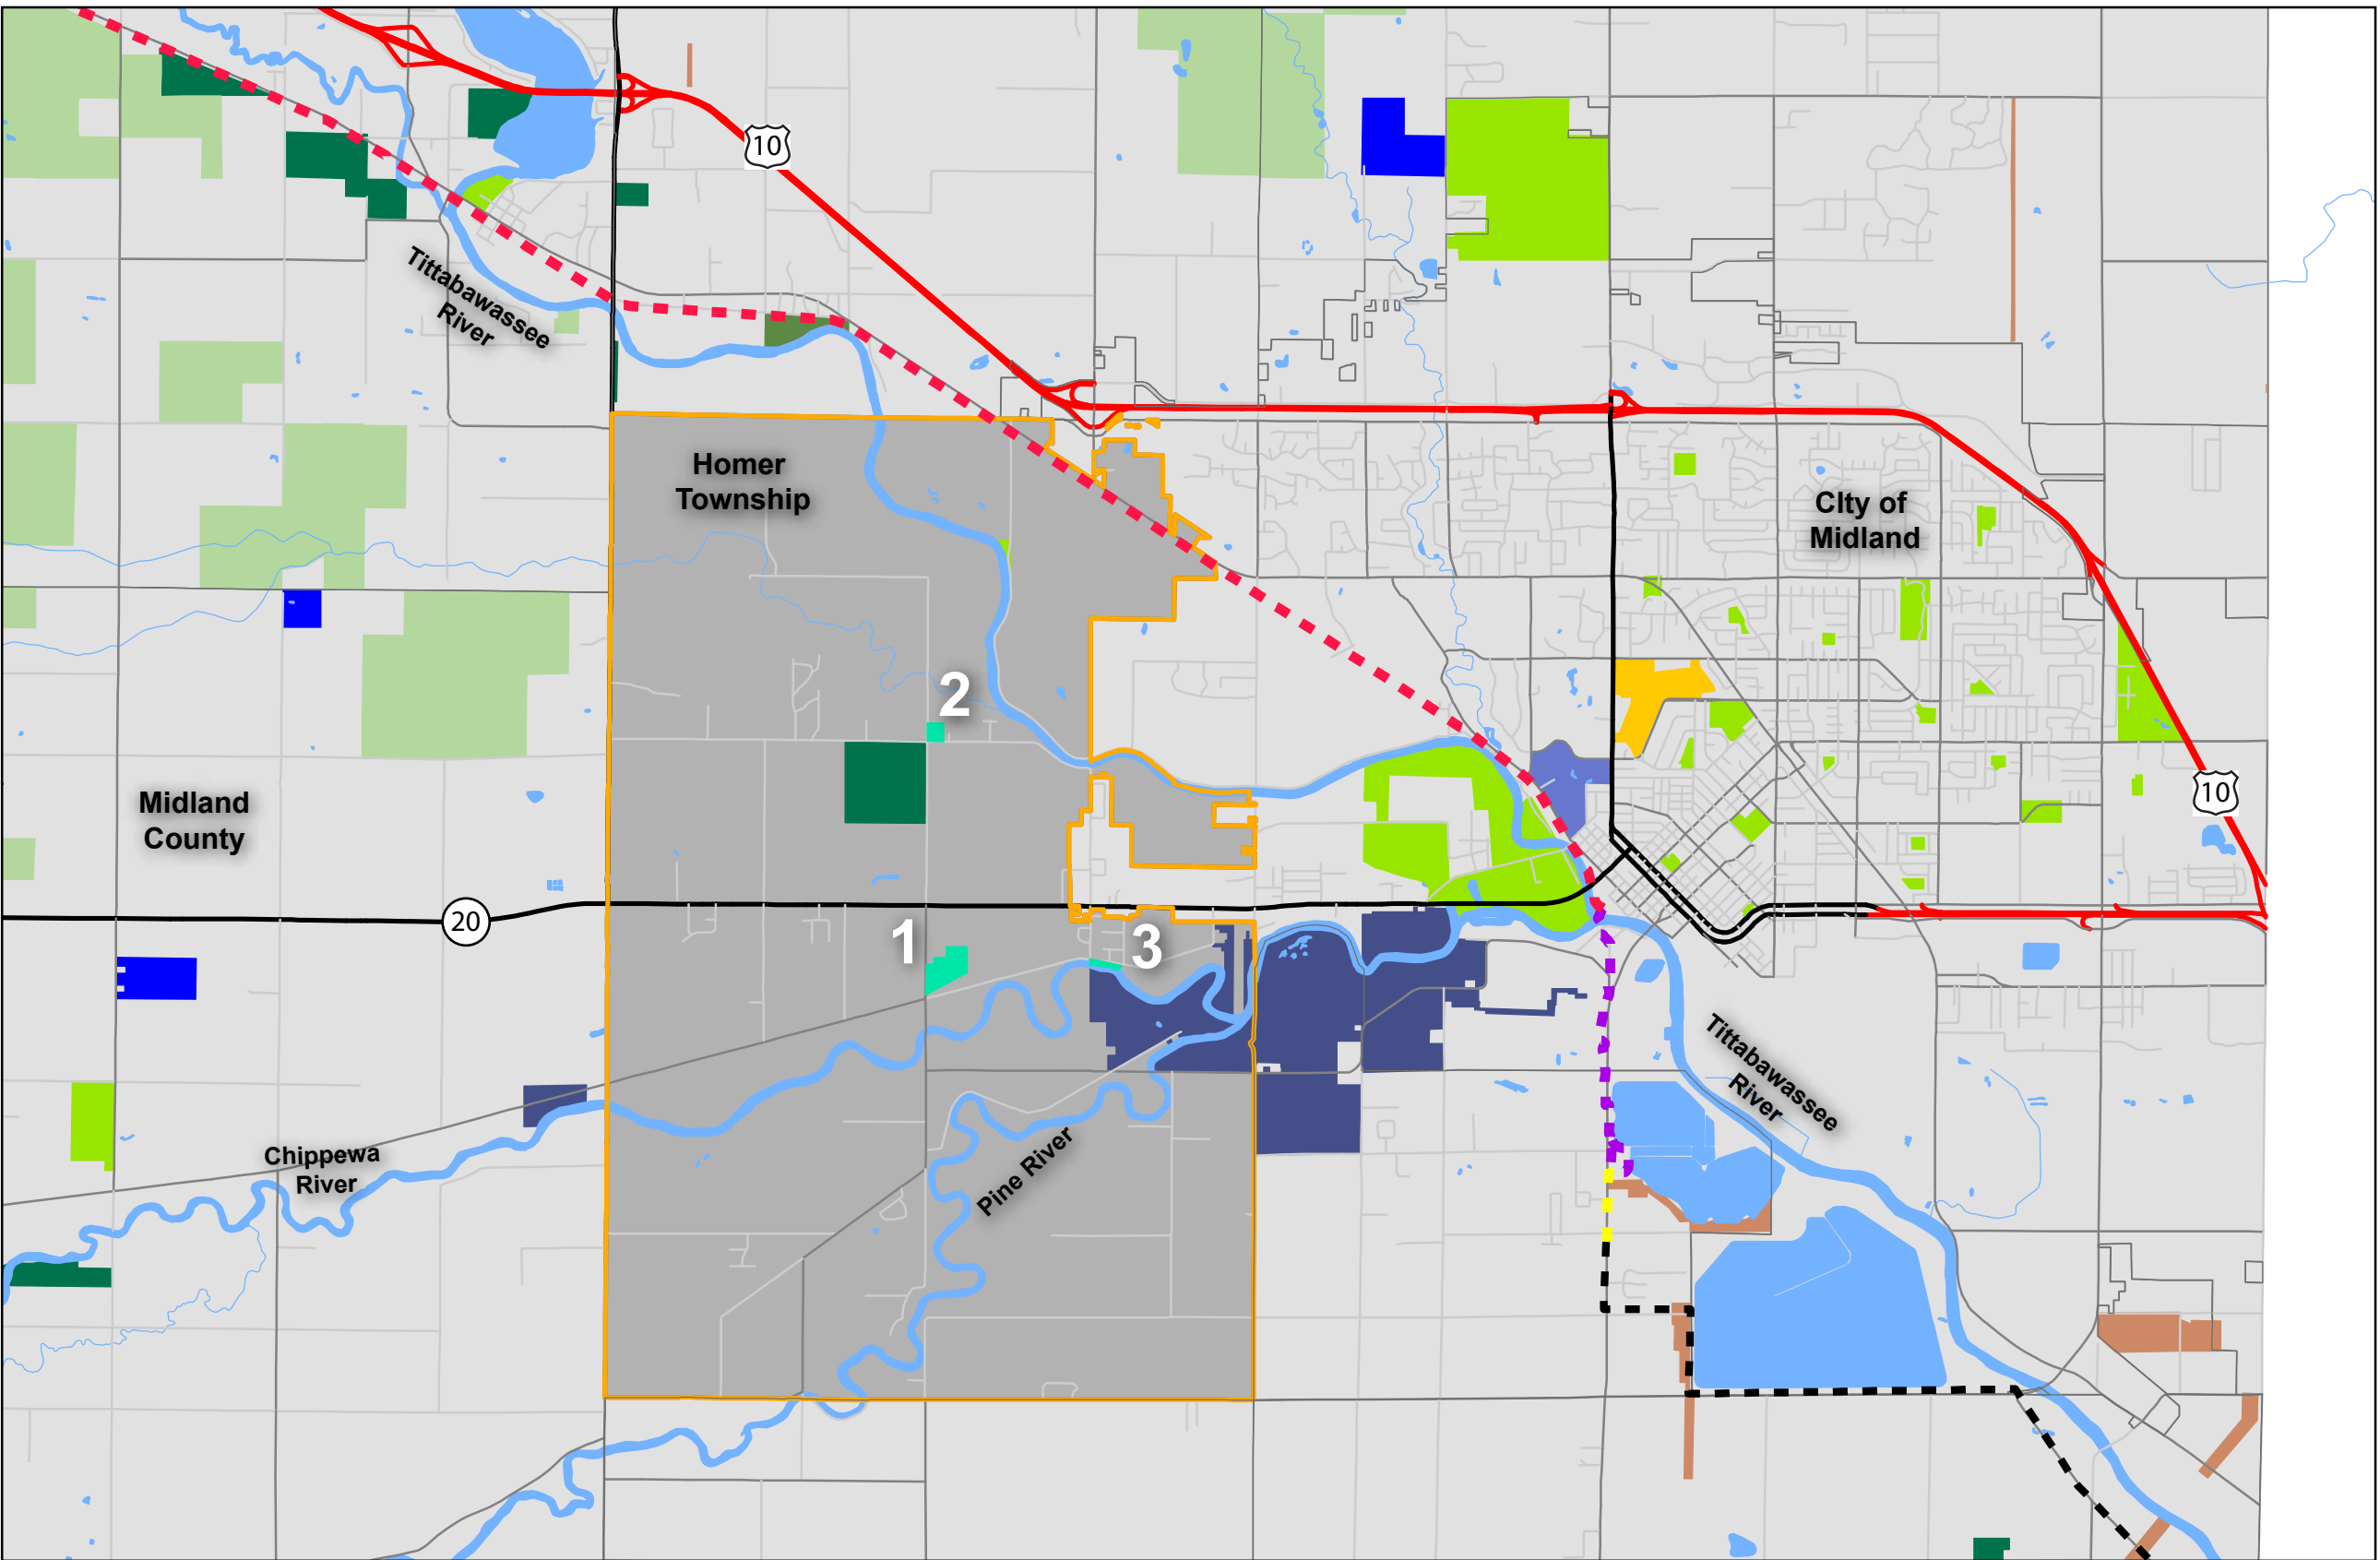 10
Tittabawassee
River
Homer
Township
CIty of
Midland
2
Midland
County
10
20
1
3
Tittabawassee
River
Chippewa
River
Pine River